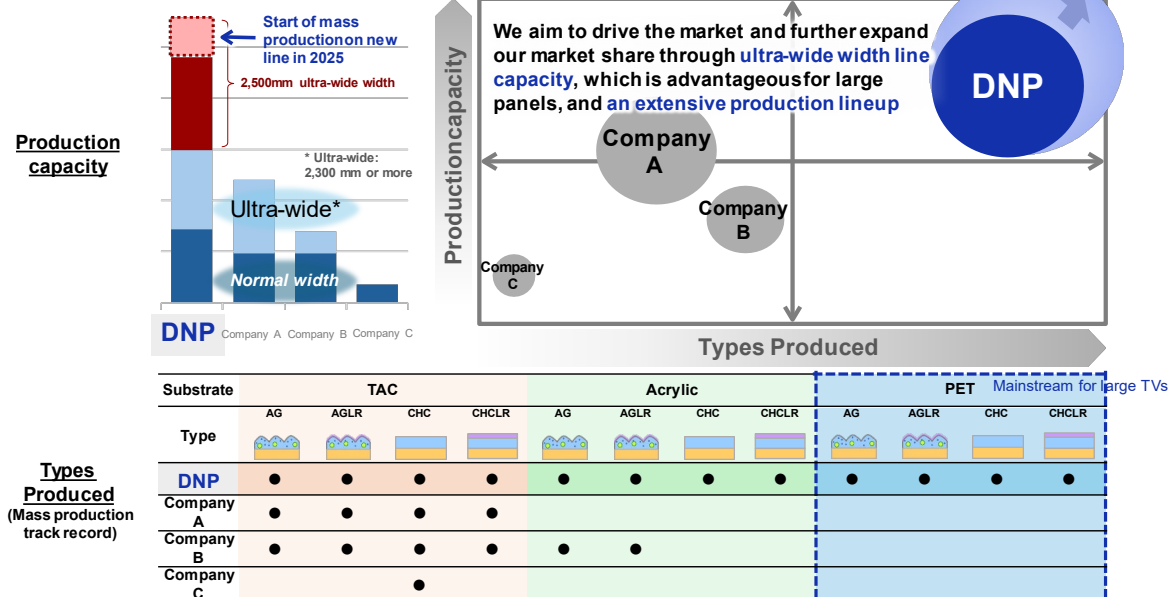 Production
capacity
Start of mass
production on new
line in 2025
2,500mm ultra-wide width
* Ultra-wide:
2,300 mm or more
Ultra-wide*
Normal width
DNP
Company A
Company B
Company C
Production capacity
We aim to drive the market and further expand
our market share through ultra-wide width line
capacity, which is advantageous for large
panels, and an extensive production lineup
DNP
Company
A
Company
B
Company
C
Types Produced
Types
Produced
(Mass production
track record)
Substrate TAC Acrylic PET Mainstream for large TVs
Type AG AGLR CHC CHCLR AG AGLR CHC CHCLR AG AGLR CHC CHCLR
DNP ● ● ● ● ● ● ● ● ● ● ● ●
Company
A ● ● ● ●
Company
B ● ● ● ● ● ●
Company
C ●